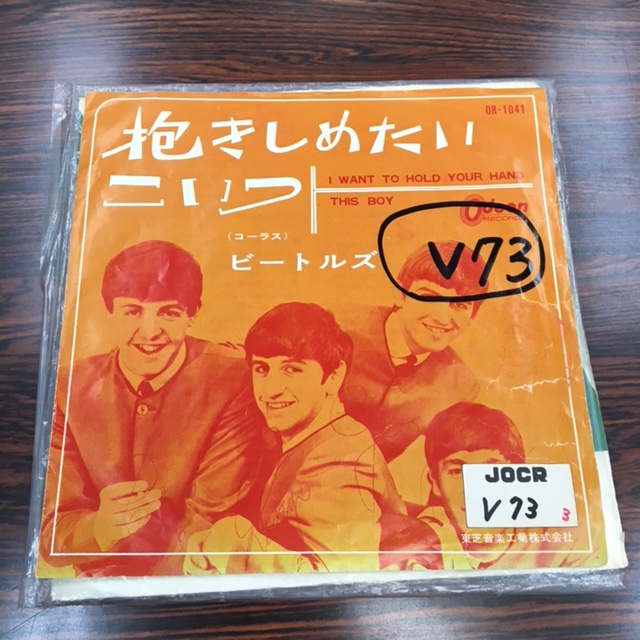 OR-1041
抱きしめたい
こいつ
I WANT TO HOLD YOUR HAND
THIS BOY
Odeon
RECORDS
(コーラス)
ビートルズ
V73
JOCR
V 73 3
東芝音楽工業株式会社